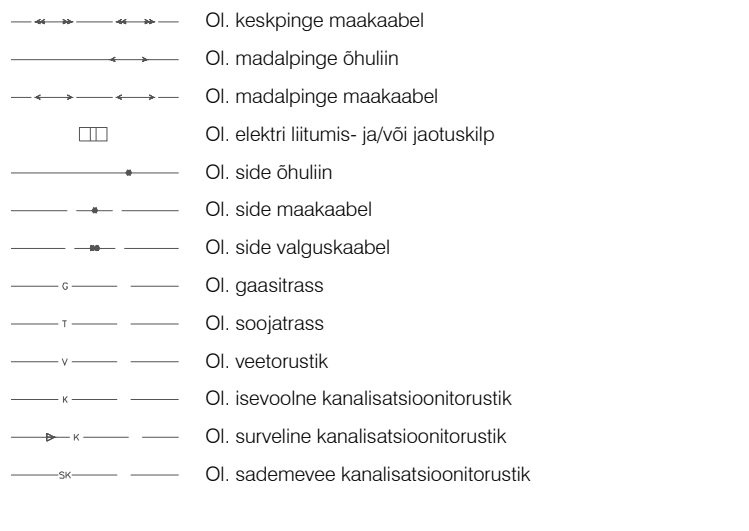 Ol. keskpinge maakaabel
Ol. madalpinge õhuliin
Ol. madalpinge maakaabel
Ol. elektri liitumis- ja/või jaotuskilp
Ol. side õhuliin
Ol. side maakaabel
Ol. side valguskaabel
G Ol. gaasitrass
T Ol. soojatrass
V Ol. veetorustik
K Ol. isevoolne kanalisatsioonitorustik
K Ol. surveline kanalisatsioonitorustik
SK Ol. sademevee kanalisatsioonitorustik